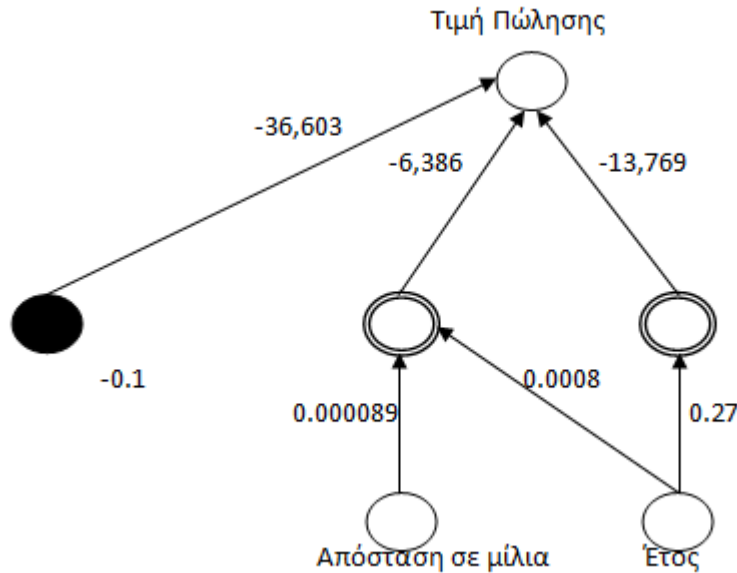 Τιμή Πώλησης
-36,603
-6,386
-13,769
-0.1
0.0008
0.000089
0.27
Απόσταση σε μίλια
Έτος